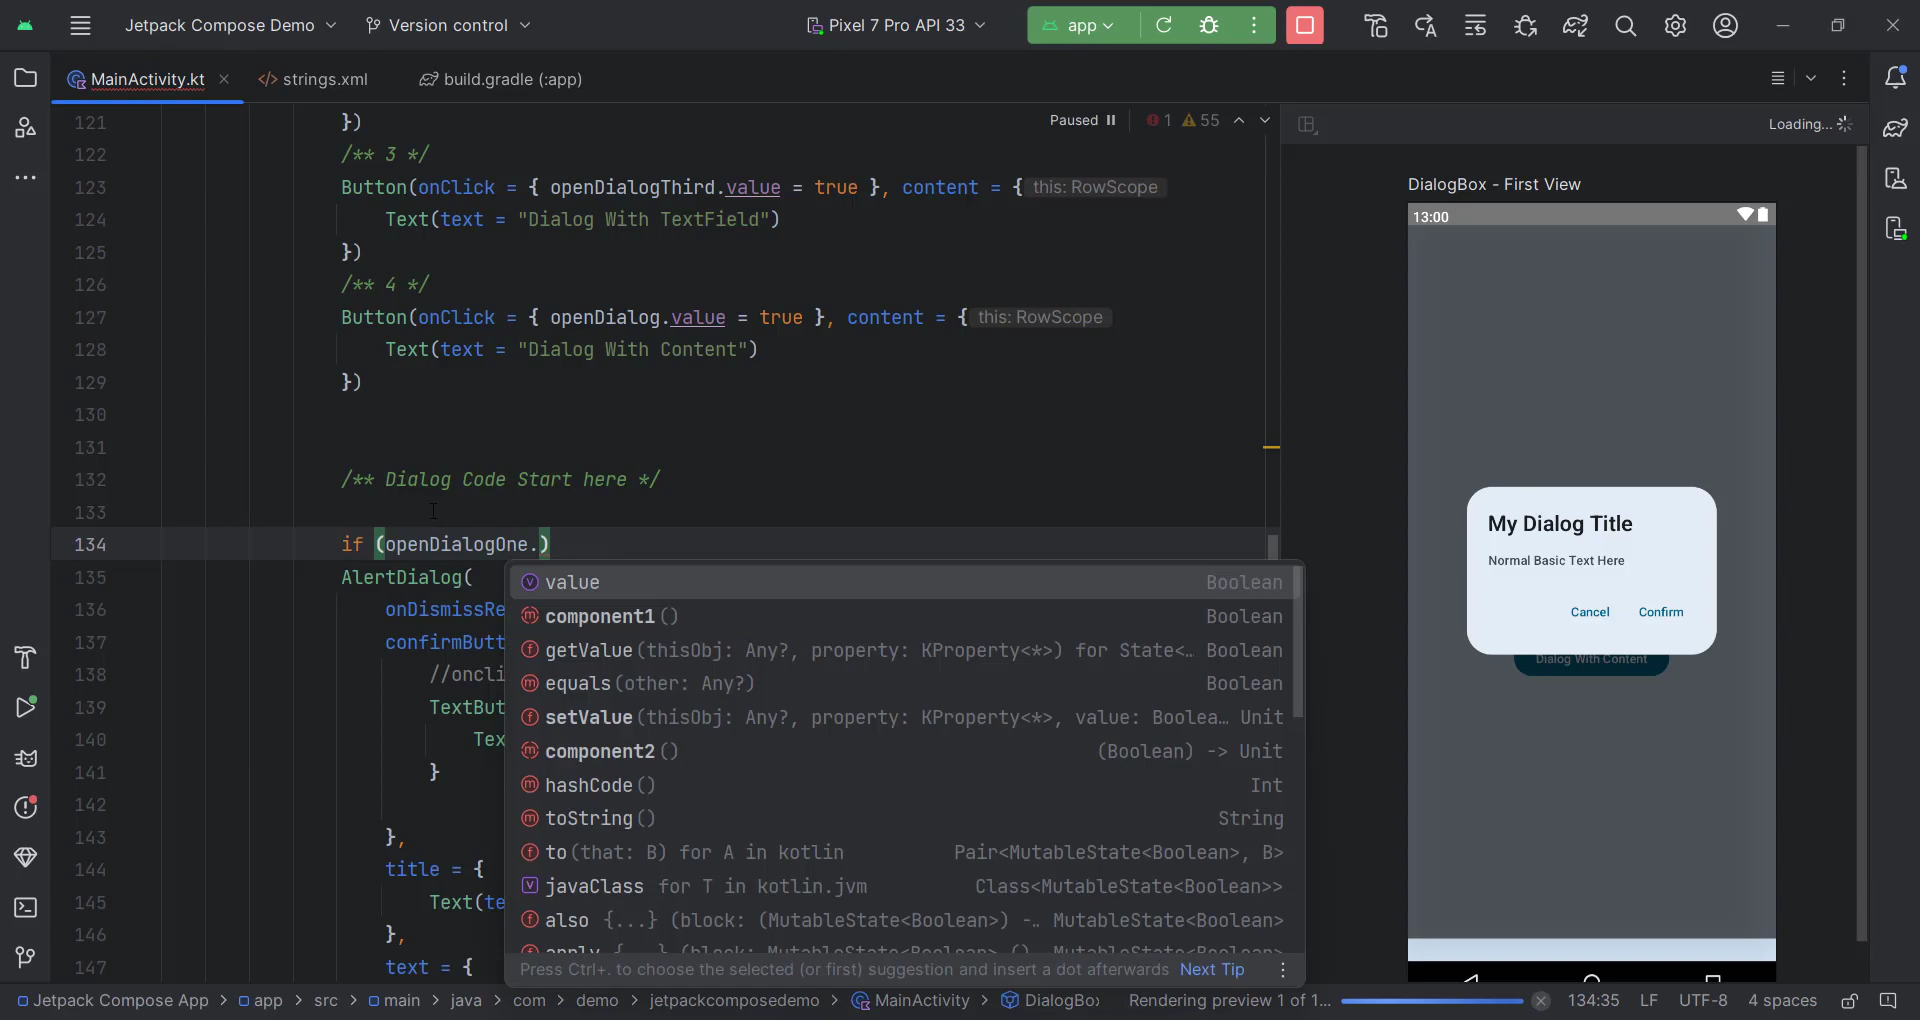 Jetpack Compose Demo
Version control
Pixel 7 Pro API 33
app
MainActivity.kt
strings.xml
build.gradle (:app)
Paused
1
55
Loading...
121 })
122 /** 3 */
123 Button(onClick = { openDialogThird.value = true }, content = { this: RowScope
124 Text(text = "Dialog With TextField")
125 })
126 /** 4 */
127 Button(onClick = { openDialog.value = true }, content = { this: RowScope
128 Text(text = "Dialog With Content")
129 })
130
131
132 /** Dialog Code Start here */
133
134 if (openDialogOne.)
135 AlertDialog(
136 onDismissRe
137 confirmButt
138 //oncli
139 TextBut
140 Tex
141 }
142
143 },
144 title = {
145 Text(te
146 },
147 text = {
value Boolean
component1() Boolean
getValue(thisObj: Any?, property: KProperty<*>) for State<… Boolean
equals(other: Any?) Boolean
setValue(thisObj: Any?, property: KProperty<*>, value: Boolea… Unit
component2() (Boolean) -> Unit
hashCode() Int
toString() String
to(that: B) for A in kotlin Pair<MutableState<Boolean>, B>
javaClass for T in kotlin.jvm Class<MutableState<Boolean>>
also {...} (block: (MutableState<Boolean>) -… MutableState<Boolean>
Press Ctrl+. to choose the selected (or first) suggestion and insert a dot afterwards Next Tip
DialogBox - First View
13:00
My Dialog Title
Normal Basic Text Here
Cancel Confirm
Dialog With Content
Jetpack Compose App > app > src > main > java > com > demo > jetpackcomposedemo > MainActivity > DialogBox
Rendering preview 1 of 1...
134:35 LF UTF-8 4 spaces